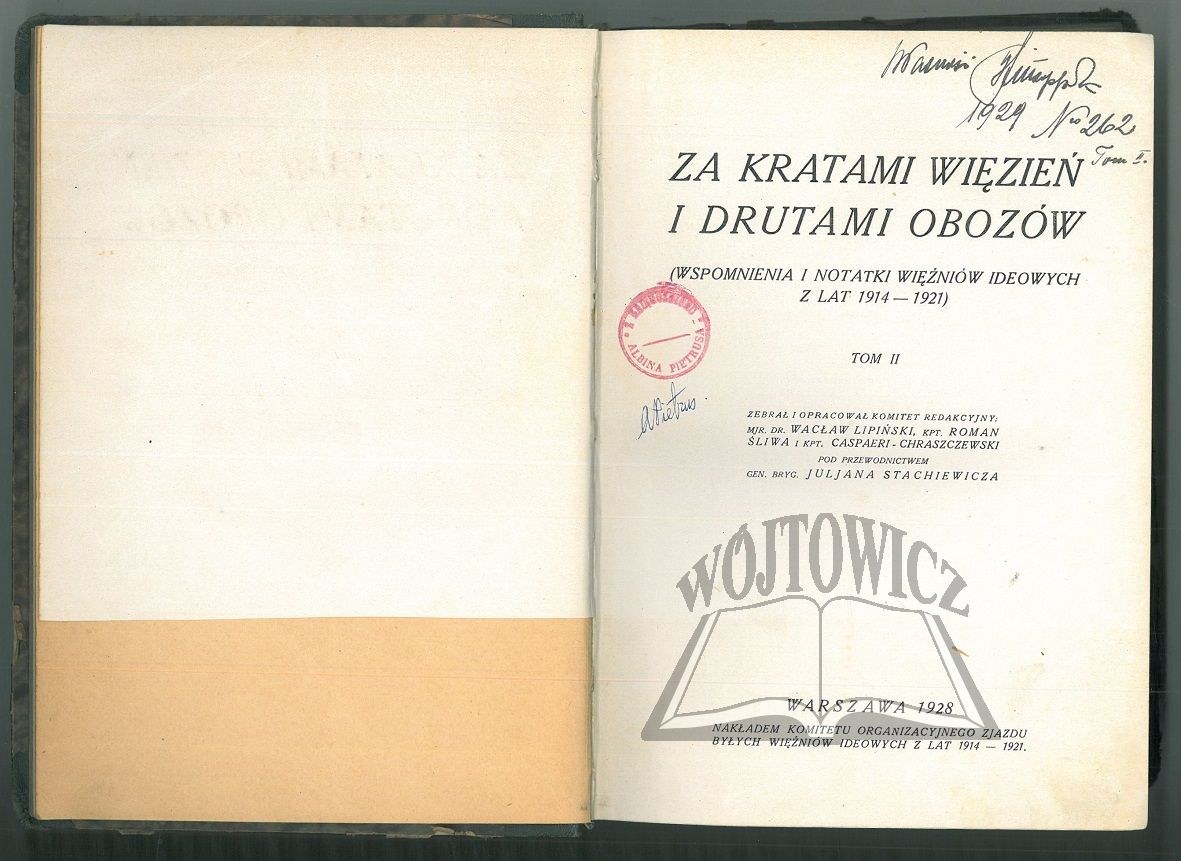 1929 No 262
Tom II.
ZA KRATAMI WIĘZIEŃ
I DRUTAMI OBOZÓW
(WSPOMNIENIA I NOTATKI WIĘŹNIÓW IDEOWYCH
Z LAT 1914 — 1921)
ALBINA PIETRUSA
TOM II
APietrus.
ZEBRAŁ I OPRACOWAŁ KOMITET REDAKCYJNY:
MJR. DR. WACŁAW LIPIŃSKI, KPT. ROMAN
ŚLIWA I KPT. CASPAERI - CHRASZCZEWSKI
POD PRZEWODNICTWEM
GEN. BRYG. JULJANA STACHIEWICZA
WÓJTOWICZ
WARSZAWA 1928
NAKŁADEM KOMITETU ORGANIZACYJNEGO ZJAZDU
BYŁYCH WIĘŹNIÓW IDEOWYCH Z LAT 1914 — 1921.